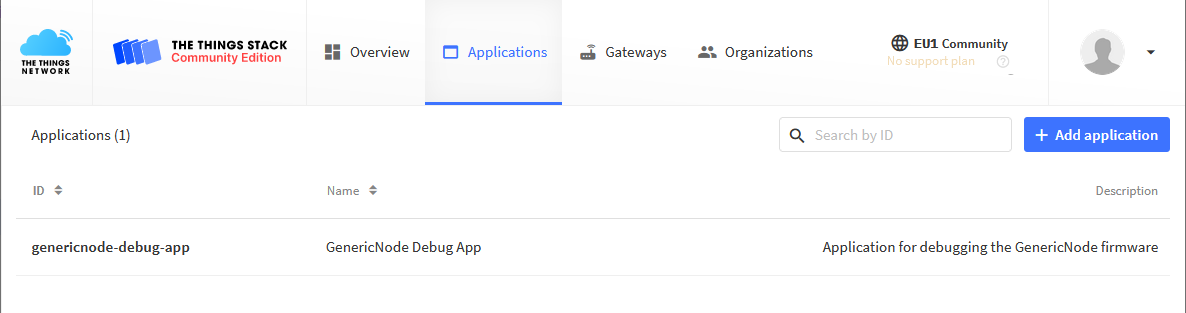 THE THINGS
NETWORK
THE THINGS STACK
Community Edition
Overview
Applications
Gateways
Organizations
EU1 Community
No support plan ?
Applications (1)
Search by ID
+ Add application
ID
Name
Description
genericnode-debug-app
GenericNode Debug App
Application for debugging the GenericNode firmware